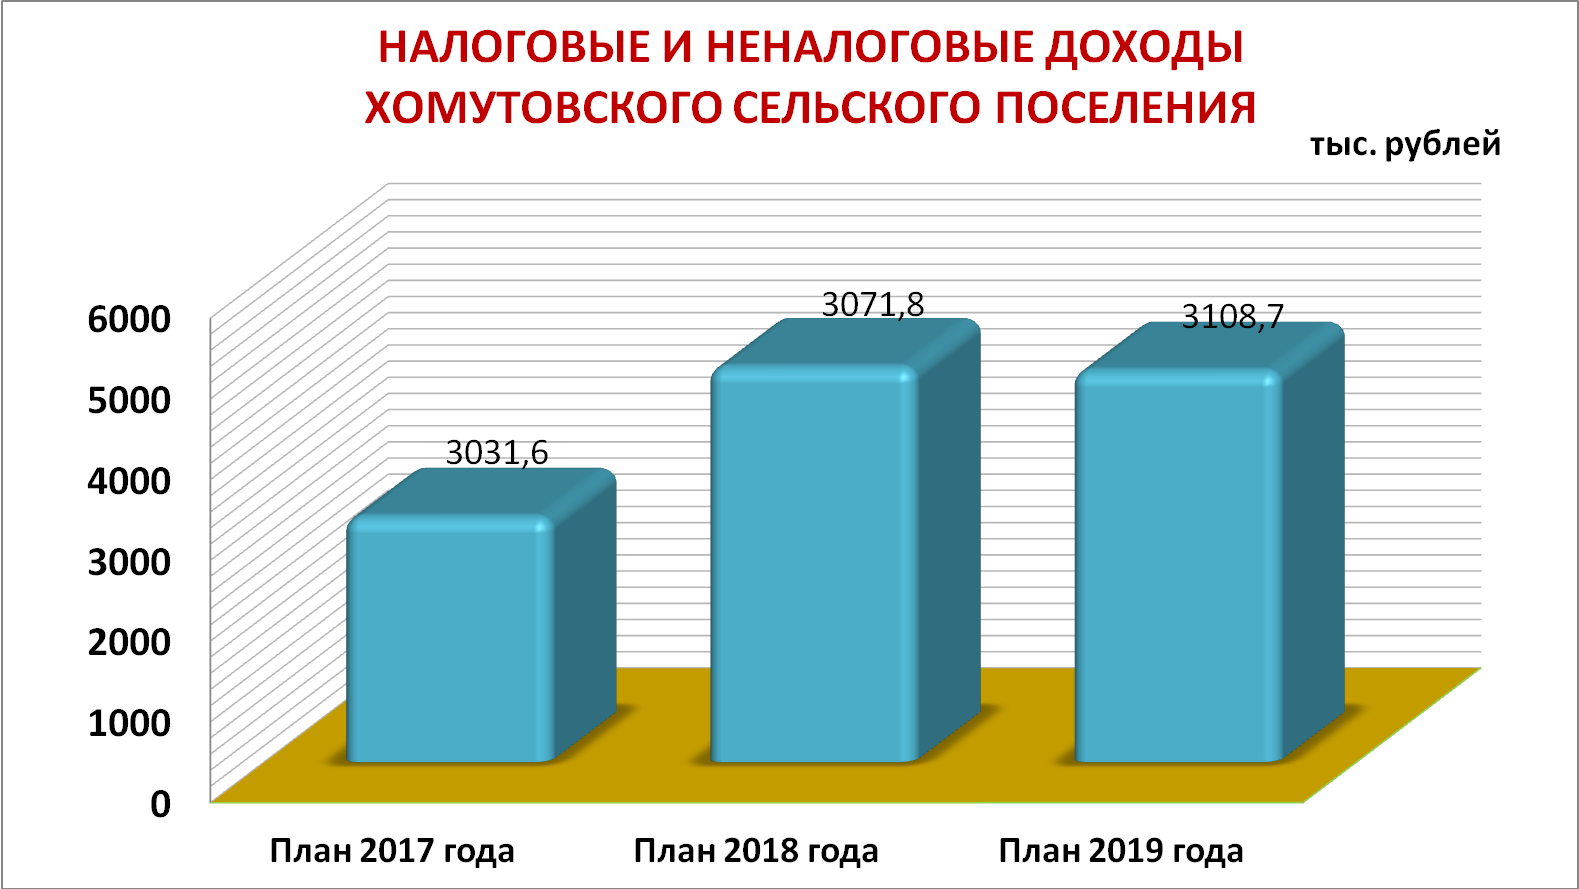 НАЛОГОВЫЕ И НЕНАЛОГОВЫЕ ДОХОДЫ
ХОМУТОВСКОГО СЕЛЬСКОГО ПОСЕЛЕНИЯ
тыс. рублей
6000
5000
4000
3000
2000
1000
0
3031,6
3071,8
3108,7
План 2017 года
План 2018 года
План 2019 года